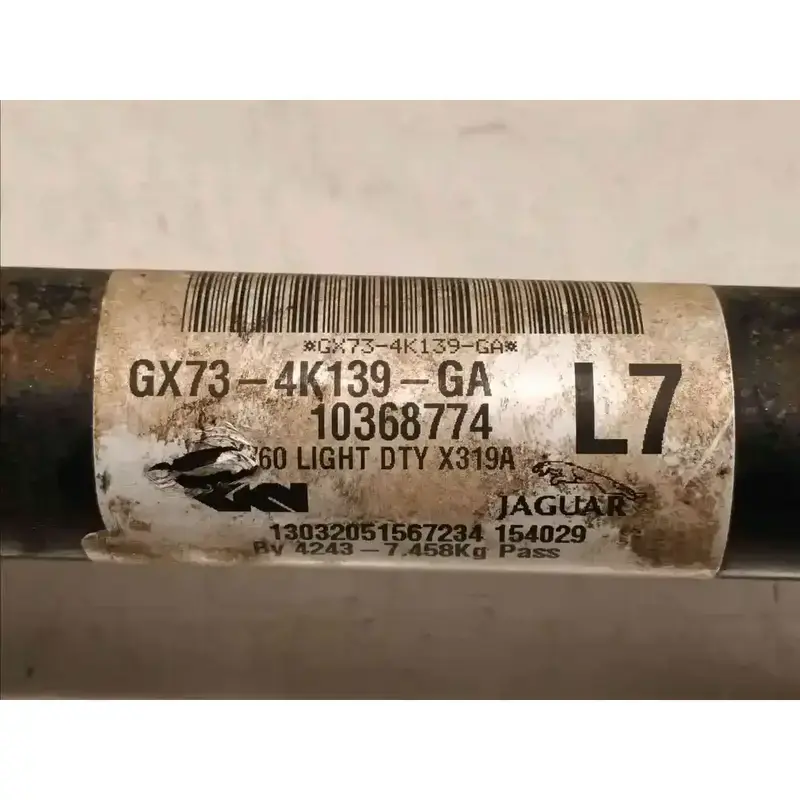 *GX73-4K139-GA*
GX73-4K139-GA
L7
10368774
LIGHT DTY X319A
JAGUAR
13032051567234 154029
By 4243-7.458Kg Pass